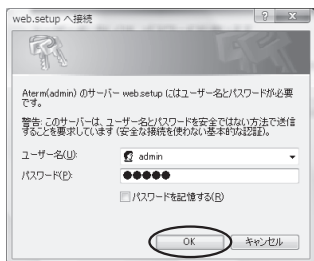 web.setup へ接続
Aterm(admin) のサーバー web.setup にはユーザー名とパスワードが必要
です。
警告: このサーバーは、ユーザー名とパスワードを安全ではない方法で送信
することを要求しています (安全な接続を使わない基本的な認証)。
ユーザー名(U):
admin
パスワード(P):
●●●●●
パスワードを記憶する(R)
OK
キャンセル